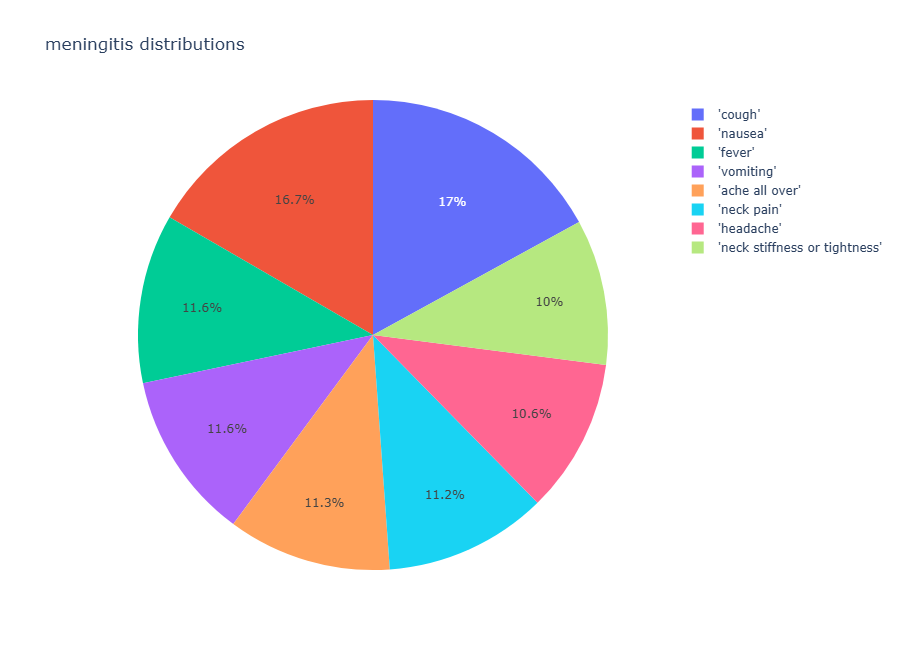 meningitis distributions
'cough'
'nausea'
'fever'
'vomiting'
'ache all over'
'neck pain'
'headache'
'neck stiffness or tightness'
16.7%
17%
11.6%
10%
11.6%
10.6%
11.3%
11.2%